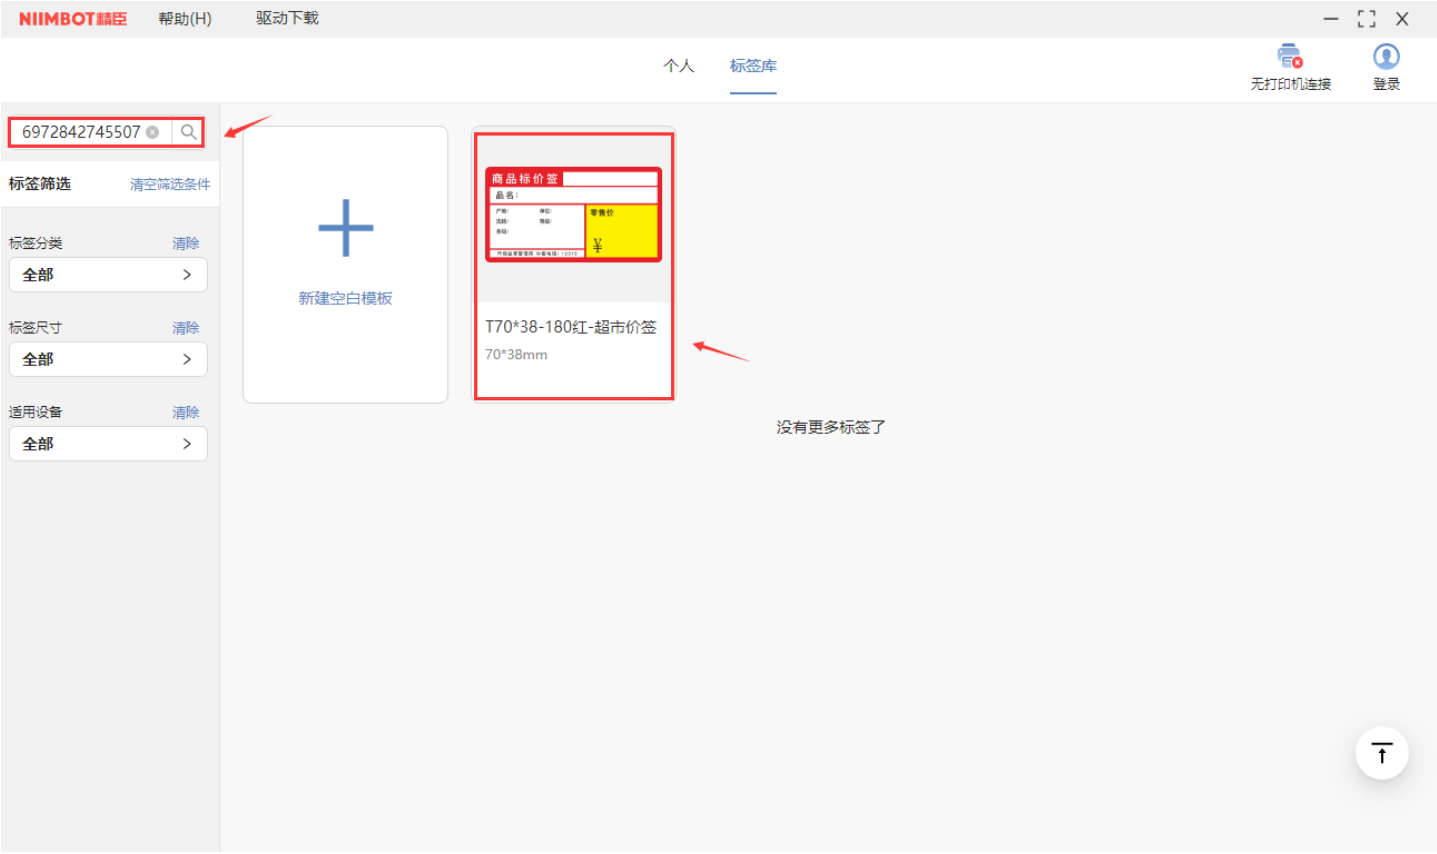 NIIMBOT精臣 帮助(H) 驱动下载
个人 标签库
无打印机连接 登录
6972842745507
标签筛选 清空筛选条件
标签分类 清除
全部
标签尺寸 清除
全部
适用设备 清除
全部
新建空白模板
商品标价签
品名:
产地: 单位:
规格: 等级:
条码:
零售价
¥
T70*38-180红-超市价签
70*38mm
没有更多标签了